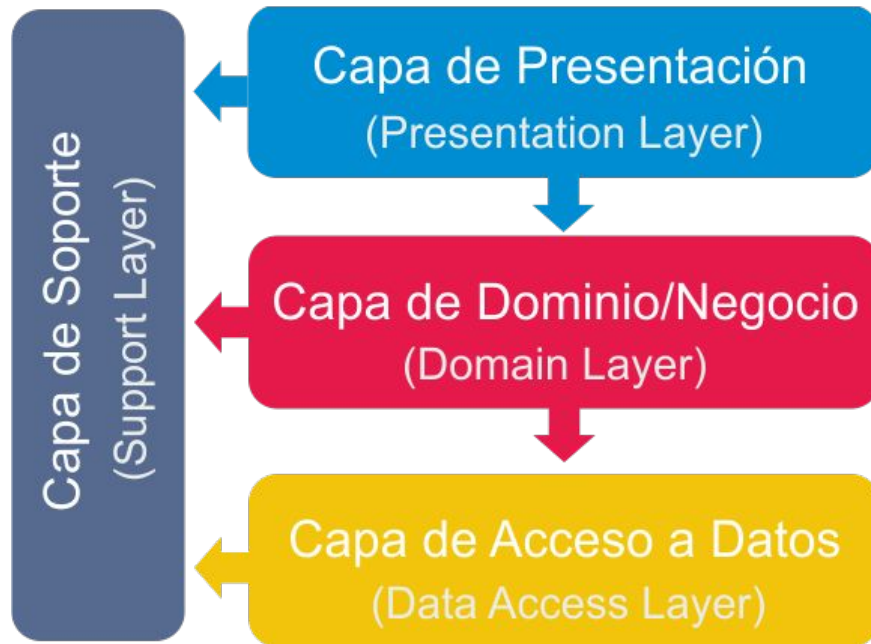 Capa de Soporte
(Support Layer)
Capa de Presentación
(Presentation Layer)
Capa de Dominio/Negocio
(Domain Layer)
Capa de Acceso a Datos
(Data Access Layer)